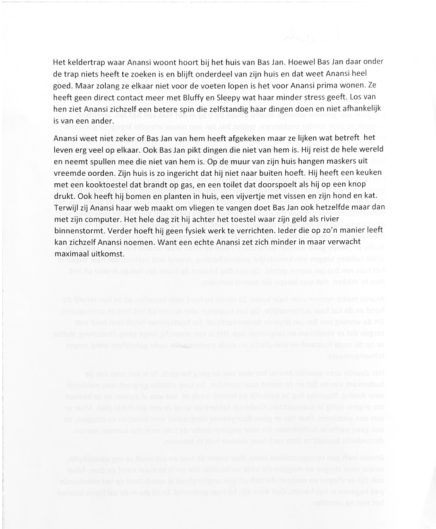 Het keldertrap waar Anansi woont hoort bij het huis van Bas Jan. Hoewel Bas Jan daar onder
de trap niets heeft te zoeken is en blijft onderdeel van zijn huis en dat weet Anansi heel
goed. Maar zolang ze elkaar niet voor de voeten lopen is het voor Anansi prima wonen. Ze
heeft geen direct contact meer met Bluffy en Sleepy wat haar minder stress geeft. Los van
hen ziet Anansi zichzelf een betere spin die zelfstandig haar dingen doen en niet afhankelijk
is van een ander.
Anansi weet niet zeker of Bas Jan van hem heeft afgekeken maar ze lijken wat betreft het
leven erg veel op elkaar. Ook Bas Jan pikt dingen die niet van hem is. Hij reist de hele wereld
en neemt spullen mee die niet van hem is. Op de muur van zijn huis hangen maskers uit
vreemde oorden. Zijn huis is zo ingericht dat hij niet naar buiten hoeft. Hij heeft een keuken
met een kooktoestel dat brandt op gas, en een toilet dat doorspoelt als hij op een knop
drukt. Ook heeft hij bomen en planten in huis, een vijvertje met vissen en zijn hond en kat.
Terwijl zij Anansi haar web maakt om vliegen te vangen doet Bas Jan ook hetzelfde maar dan
met zijn computer. Het hele dag zit hij achter het toestel waar zijn geld als rivier
binnenstormt. Verder hoeft hij geen fysiek werk te verrichten. Ieder die op zo'n manier leeft
kan zichzelf Anansi noemen. Want een echte Anansi zet zich minder in maar verwacht
maximaal uitkomst.